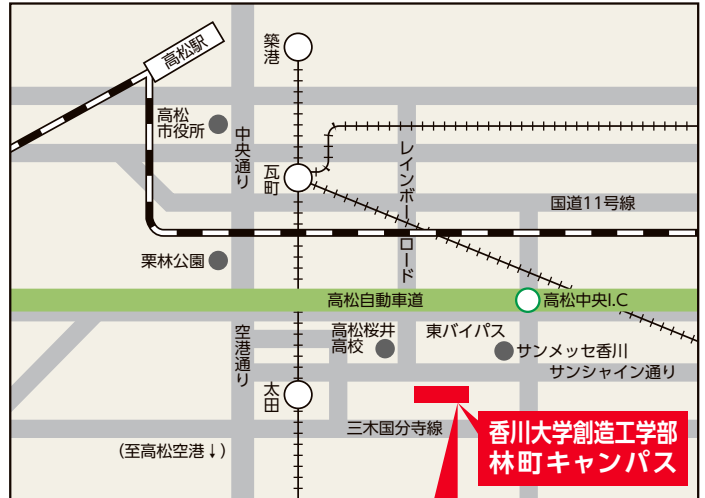 高松駅
築港
高松
市役所
中央通り
瓦町
レインボーロード
国道11号線
栗林公園
高松自動車道
高松中央I.C
空港通り
高松桜井
高校
東バイパス
サンメッセ香川
サンシャイン通り
太田
三木国分寺線
香川大学創造工学部
林町キャンパス
(至高松空港↓)